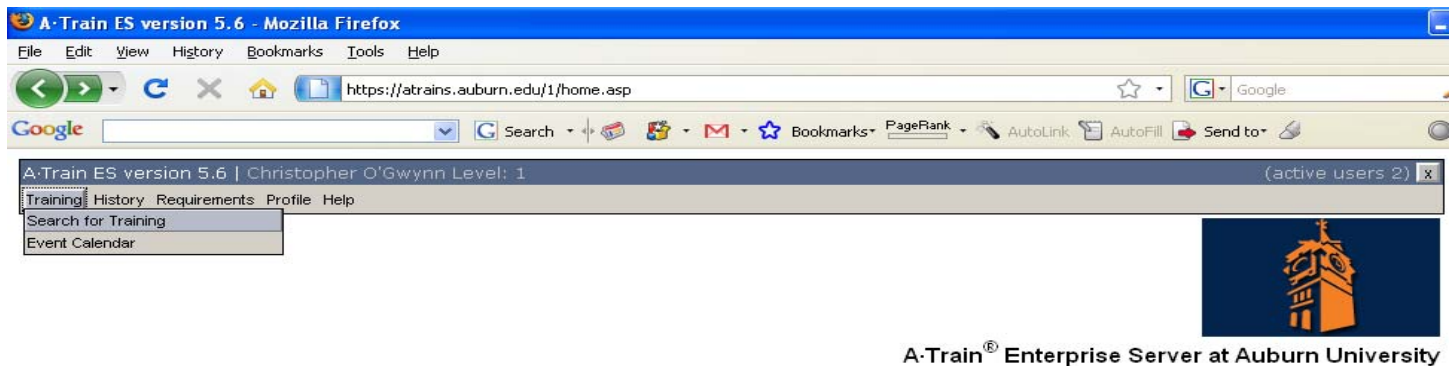 A·Train ES version 5.6 - Mozilla Firefox
File Edit View History Bookmarks Tools Help
https://atrains.auburn.edu/1/home.asp
G Google
Google G Search M Bookmarks PageRank AutoLink AutoFill Send to
A·Train ES version 5.6 | Christopher O'Gwynn Level: 1 (active users 2) x
Training History Requirements Profile Help
Search for Training
Event Calendar
A·Train® Enterprise Server at Auburn University